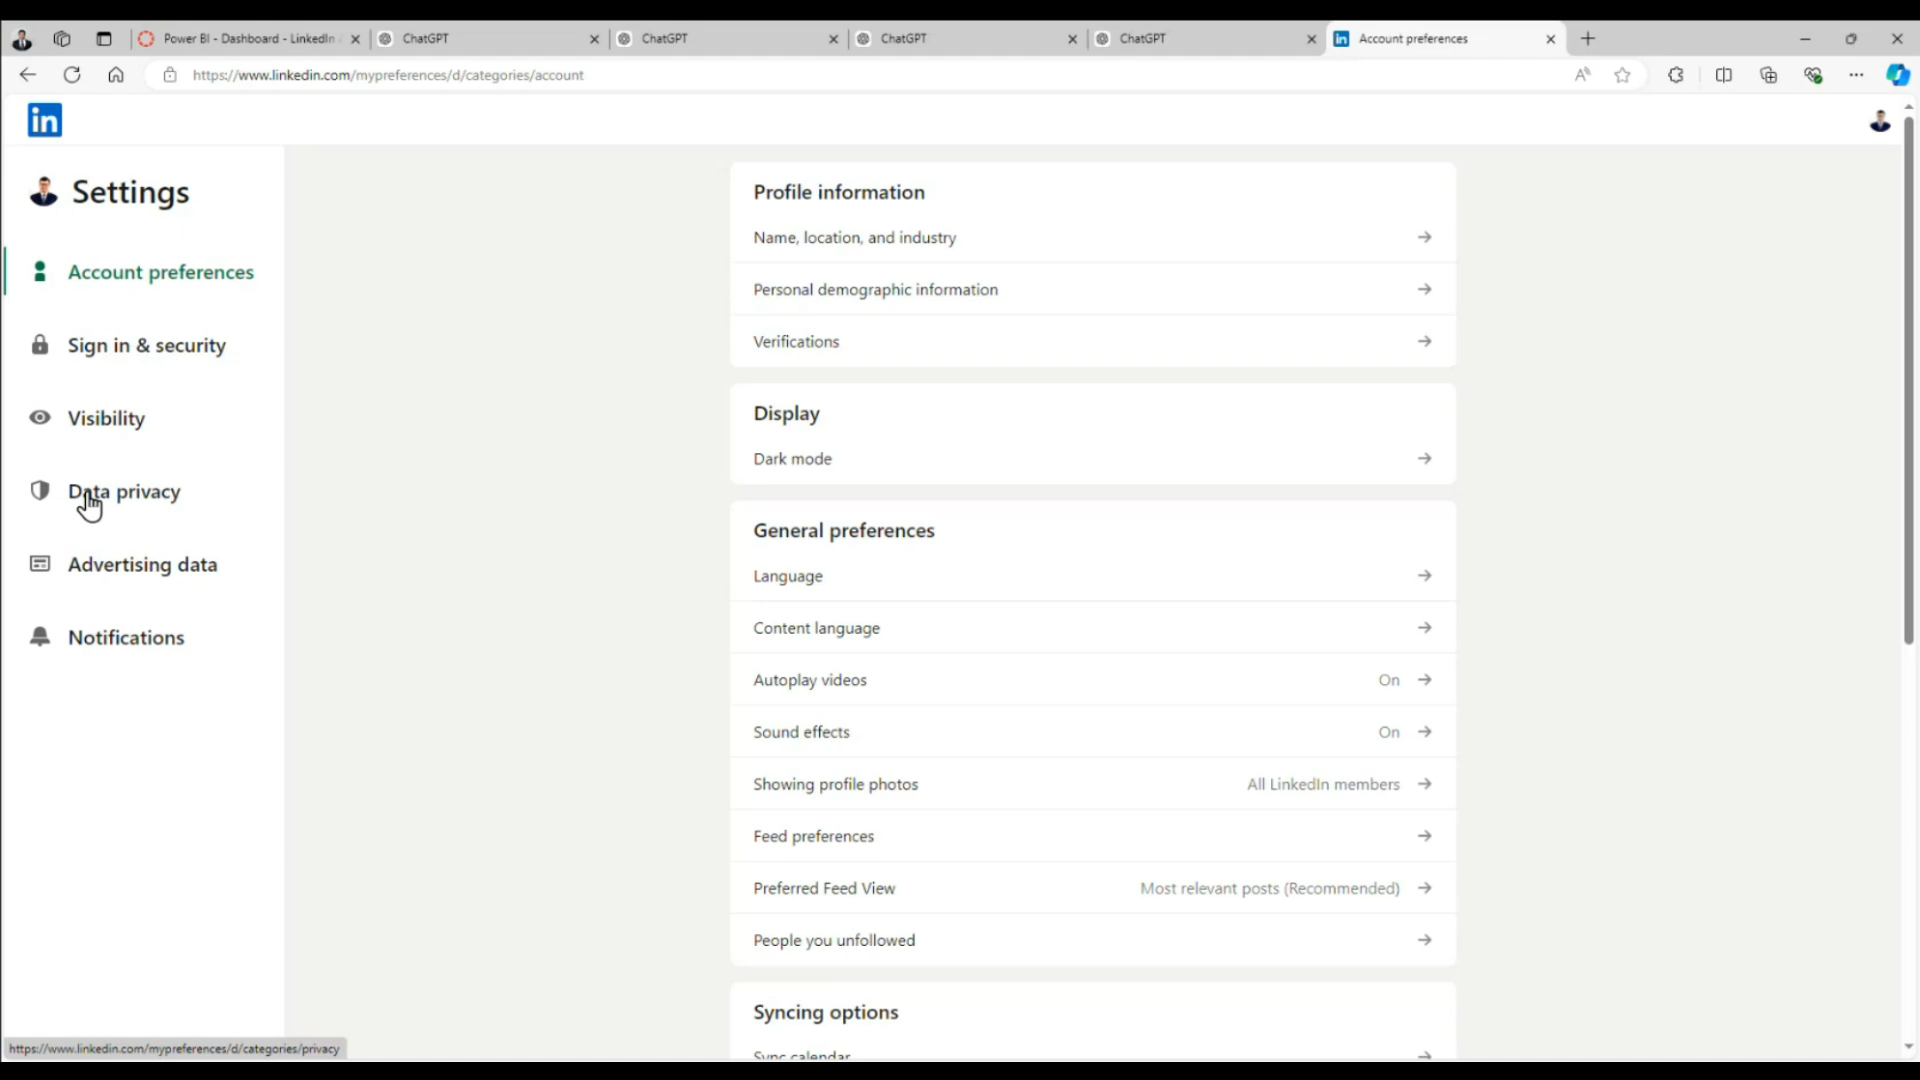 Power BI - Dashboard - LinkedIn
ChatGPT
ChatGPT
ChatGPT
ChatGPT
Account preferences
https://www.linkedin.com/mypreferences/d/categories/account
in
Settings
Account preferences
Sign in & security
Visibility
Data privacy
Advertising data
Notifications
Profile information
Name, location, and industry
Personal demographic information
Verifications
Display
Dark mode
General preferences
Language
Content language
Autoplay videos On
Sound effects On
Showing profile photos All LinkedIn members
Feed preferences
Preferred Feed View Most relevant posts (Recommended)
People you unfollowed
Syncing options
Sync calendar
https://www.linkedin.com/mypreferences/d/categories/privacy